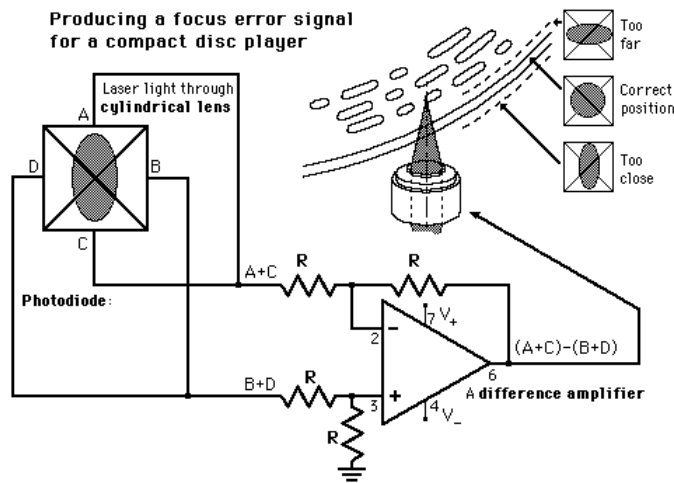 Producing a focus error signal
for a compact disc player
Too
far
Correct
position
Too
close
Laser light through
cylindrical lens
A
D
B
C
Photodiode:
A+C
R
R
2
7 V+
−
(A+C)−(B+D)
6
A difference amplifier
B+D
R
3
+
4 V−
R